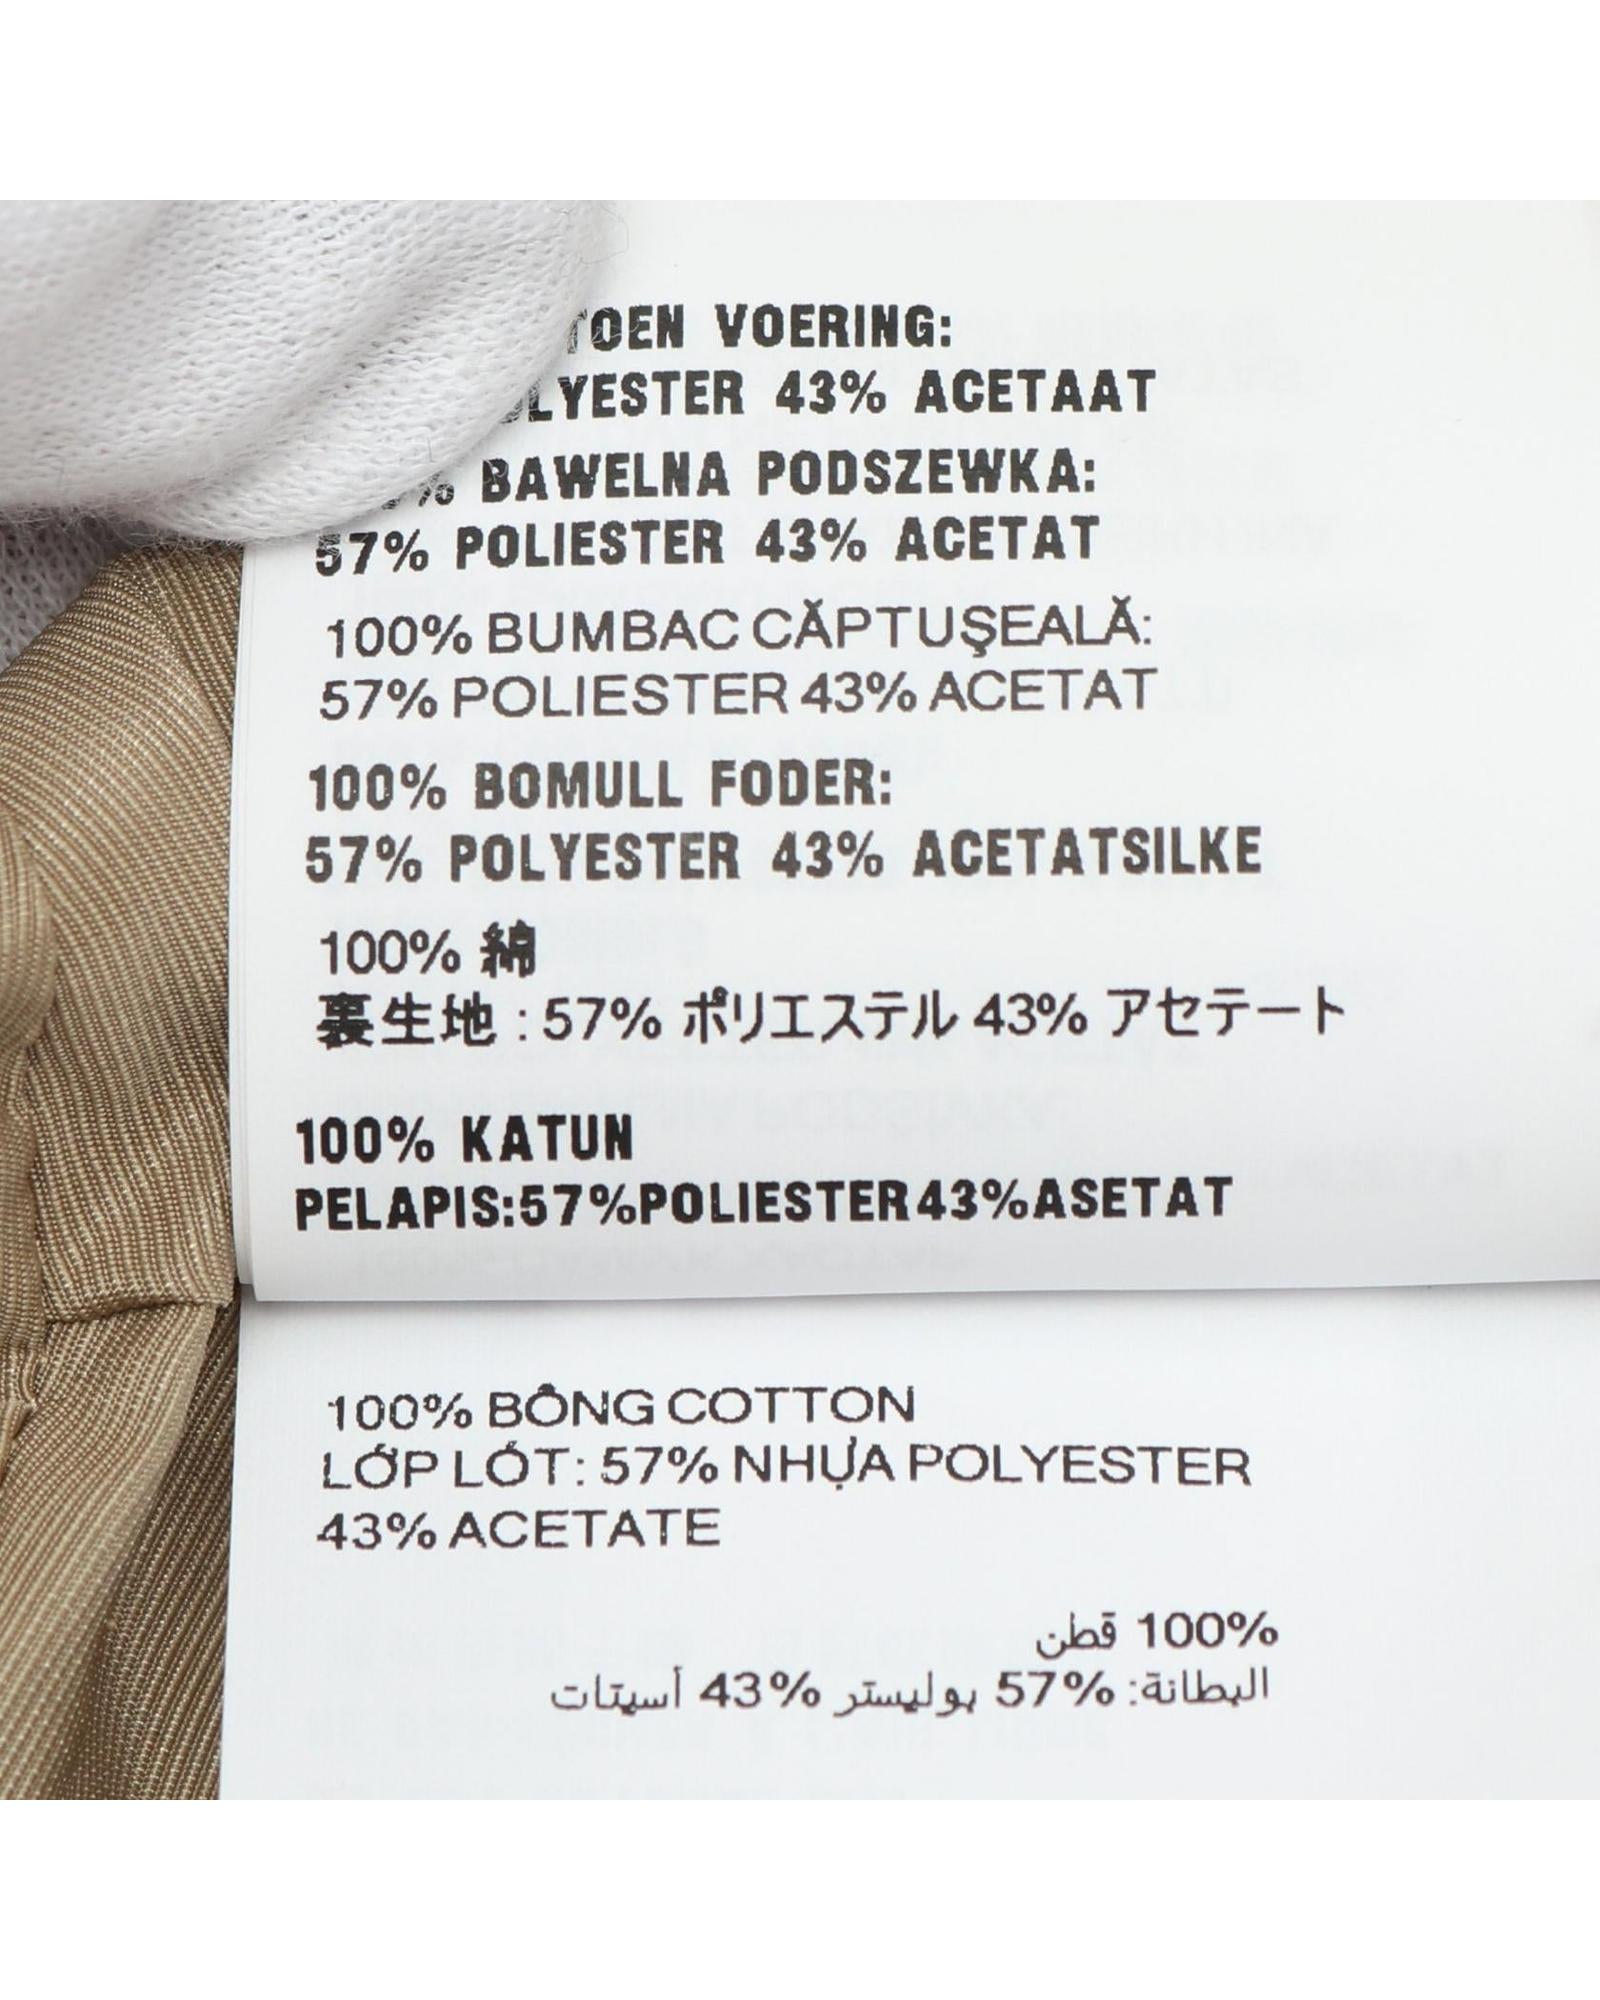 VOERING:
43% ACETAAT
BAWELNA PODSZEWKA:
57% POLIESTER 43% ACETAT
100% BUMBAC CĂPTUŞEALĂ:
57% POLIESTER 43% ACETAT
100% BOMULL FODER:
57% POLYESTER 43% ACETATSILKE
100% 綿
裏生地 : 57% ポリエステル 43% アセテート
100% KATUN
PELAPIS:57%POLIESTER43%ASETAT
100% BÔNG COTTON
LỚP LÓT: 57% NHỰA POLYESTER
43% ACETATE
100% قطن
البطانة: 57% بوليستر 43% أسيتات